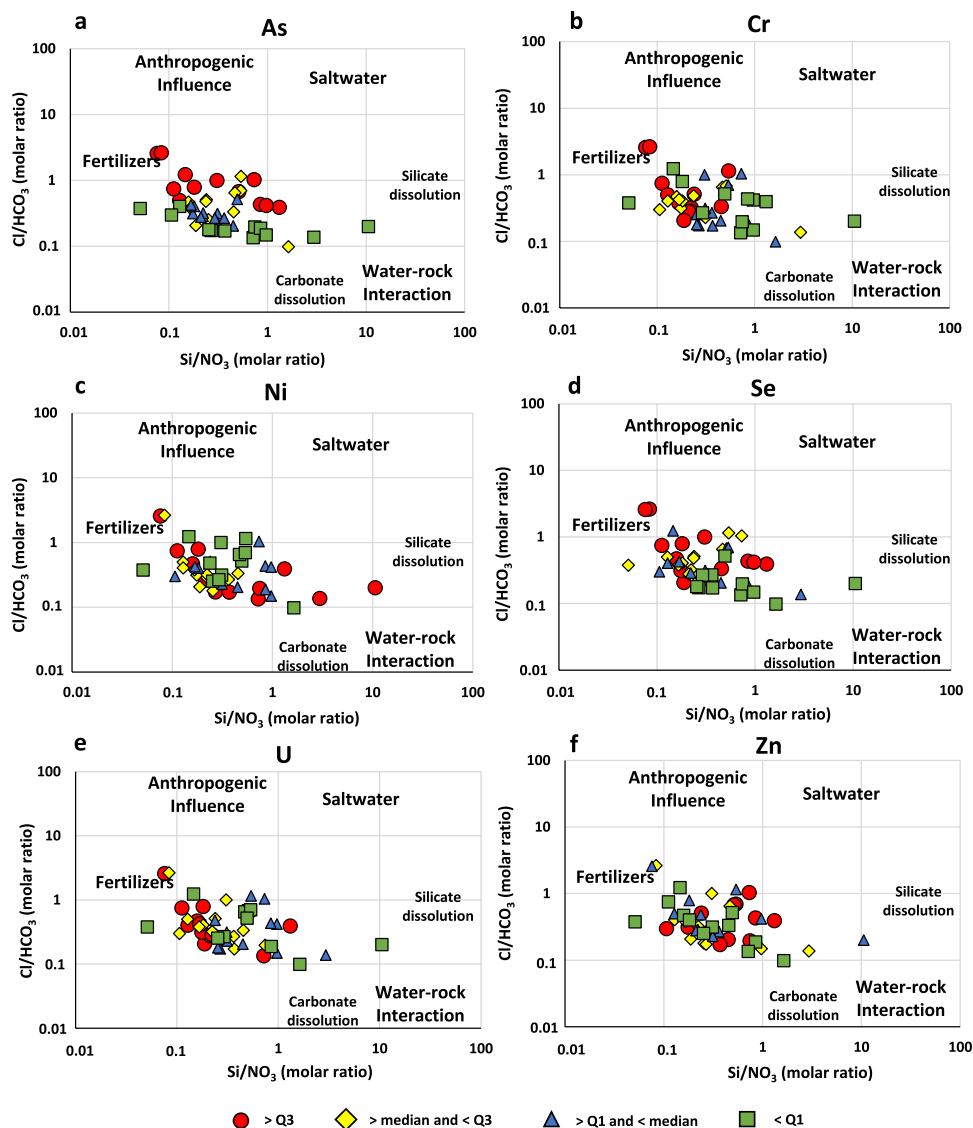 a
As
100
10
1
0.1
0.01
Cl/HCO3 (molar ratio)
Anthropogenic
Influence
Saltwater
Fertilizers
Silicate
dissolution
Carbonate
dissolution
Water-rock
Interaction
0.01
0.1
1
10
100
Si/NO3 (molar ratio)
b
Cr
100
10
1
0.1
0.01
Cl/HCO3 (molar ratio)
Anthropogenic
Influence
Saltwater
Fertilizers
Silicate
dissolution
Carbonate
dissolution
Water-rock
Interaction
0.01
0.1
1
10
100
Si/NO3 (molar ratio)
c
Ni
100
10
1
0.1
0.01
Cl/HCO3 (molar ratio)
Anthropogenic
Influence
Saltwater
Fertilizers
Silicate
dissolution
Carbonate
dissolution
Water-rock
Interaction
0.01
0.1
1
10
100
Si/NO3 (molar ratio)
d
Se
100
10
1
0.1
0.01
Cl/HCO3 (molar ratio)
Anthropogenic
Influence
Saltwater
Fertilizers
Silicate
dissolution
Carbonate
dissolution
Water-rock
Interaction
0.01
0.1
1
10
100
Si/NO3 (molar ratio)
e
U
100
10
1
0.1
0.01
Cl/HCO3 (molar ratio)
Anthropogenic
Influence
Saltwater
Fertilizers
Silicate
dissolution
Carbonate
dissolution
Water-rock
Interaction
0.01
0.1
1
10
100
Si/NO3 (molar ratio)
f
Zn
100
10
1
0.1
0.01
Cl/HCO3 (molar ratio)
Anthropogenic
Influence
Saltwater
Fertilizers
Silicate
dissolution
Carbonate
dissolution
Water-rock
Interaction
0.01
0.1
1
10
100
Si/NO3 (molar ratio)
> Q3
> median and < Q3
> Q1 and < median
< Q1